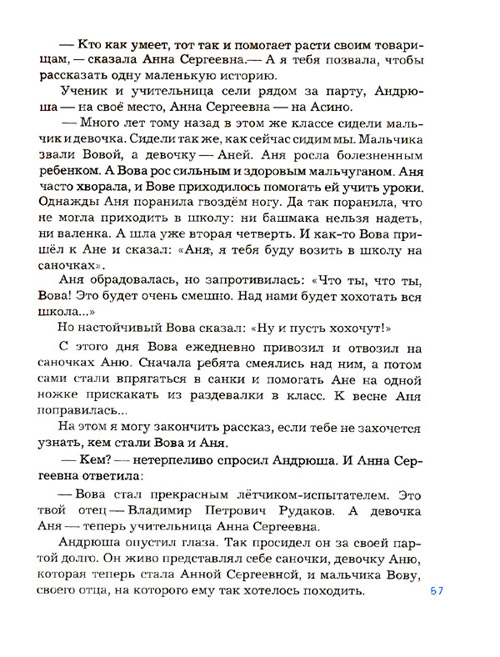 — Кто как умеет, тот так и помогает расти своим товари-
щам, — сказала Анна Сергеевна.— А я тебя позвала, чтобы
рассказать одну маленькую историю.
Ученик и учительница сели рядом за парту, Андрю-
ша — на своё место, Анна Сергеевна — на Асино.
— Много лет тому назад в этом же классе сидели маль-
чик и девочка. Сидели так же, как сейчас сидим мы. Мальчика
звали Вовой, а девочку — Аней. Аня росла болезненным
ребенком. А Вова рос сильным и здоровым мальчуганом. Аня
часто хворала, и Вове приходилось помогать ей учить уроки.
Однажды Аня поранила гвоздём ногу. Да так поранила, что
не могла приходить в школу: ни башмака нельзя надеть,
ни валенка. А шла уже вторая четверть. И как-то Вова при-
шёл к Ане и сказал: «Аня, я тебя буду возить в школу на
саночках».
Аня обрадовалась, но запротивилась: «Что ты, что ты,
Вова! Это будет очень смешно. Над нами будет хохотать вся
школа...»
Но настойчивый Вова сказал: «Ну и пусть хохочут!»
С этого дня Вова ежедневно привозил и отвозил на
саночках Аню. Сначала ребята смеялись над ним, а потом
сами стали впрягаться в санки и помогать Ане на одной
ножке прискакать из раздевалки в класс. К весне Аня
поправилась...
На этом я могу закончить рассказ, если тебе не захочется
узнать, кем стали Вова и Аня.
— Кем? — нетерпеливо спросил Андрюша. И Анна Сер-
геевна ответила:
— Вова стал прекрасным лётчиком-испытателем. Это
твой отец — Владимир Петрович Рудаков. А девочка
Аня — теперь учительница Анна Сергеевна.
Андрюша опустил глаза. Так просидел он за своей пар-
той долго. Он живо представлял себе саночки, девочку Аню,
которая теперь стала Анной Сергеевной, и мальчика Вову,
своего отца, на которого ему так хотелось походить.
67